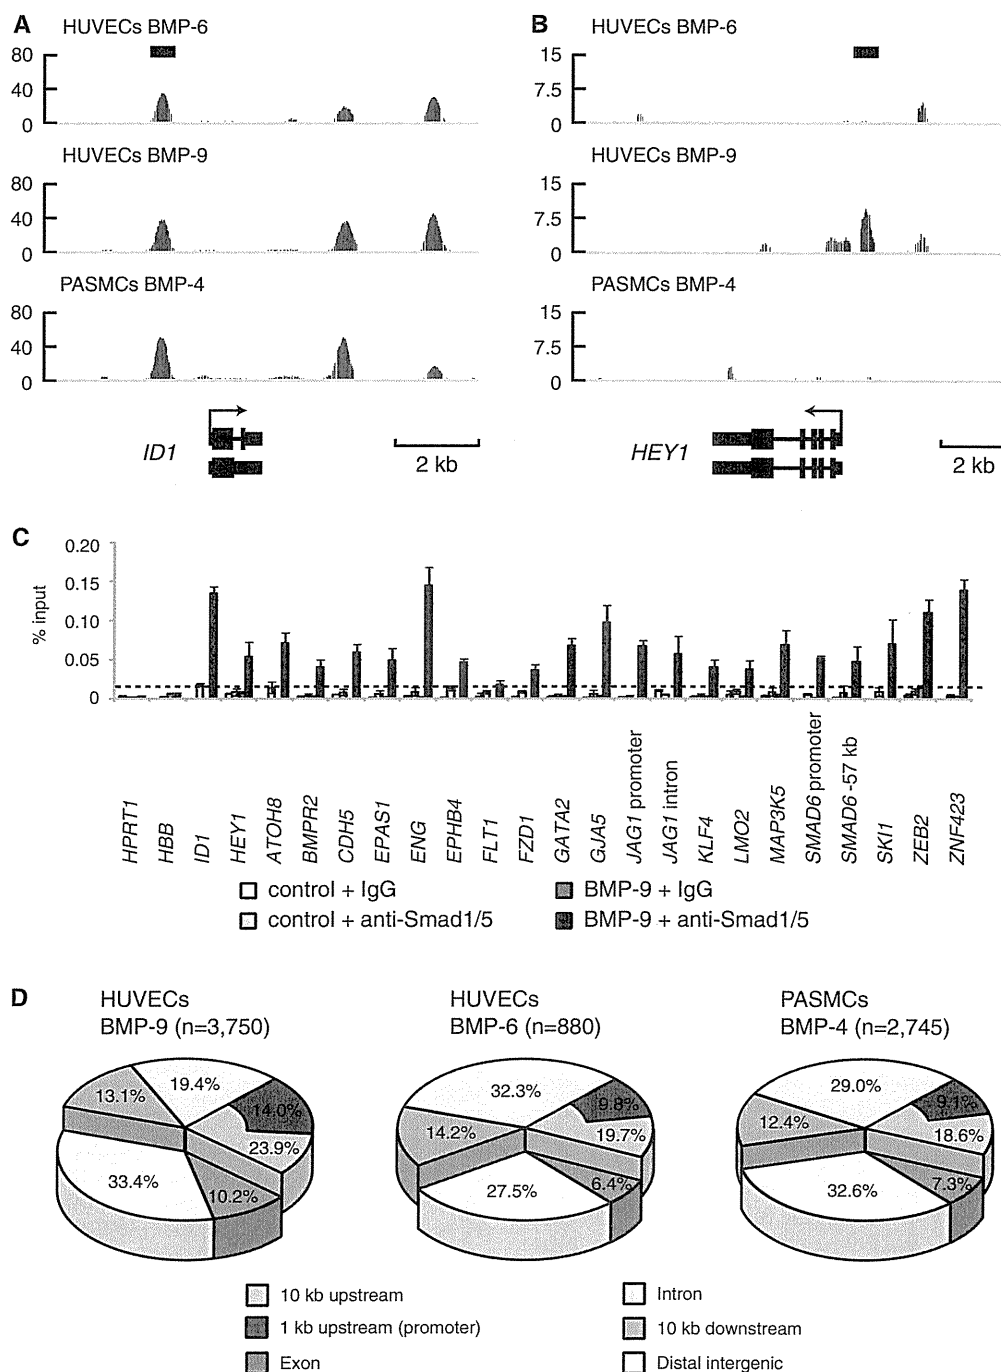 A
HUVECs BMP-6
80
40
0
HUVECs BMP-9
80
40
0
PASMCs BMP-4
80
40
0
ID1
2 kb
B
HUVECs BMP-6
15
7.5
0
HUVECs BMP-9
15
7.5
0
PASMCs BMP-4
15
7.5
0
HEY1
2 kb
C
% input
0.20
0.15
0.10
0.05
0
HPRT1
HBB
ID1
HEY1
ATOH8
BMPR2
CDH5
EPAS1
ENG
EPHB4
FLT1
FZD1
GATA2
GJA5
JAG1 promoter
JAG1 intron
KLF4
LMO2
MAP3K5
SMAD6 promoter
SMAD6 -57 kb
SKI1
ZEB2
ZNF423
control + IgG
BMP-9 + IgG
control + anti-Smad1/5
BMP-9 + anti-Smad1/5
D
HUVECs
BMP-9 (n=3,750)
19.4%
13.1%
14.0%
23.9%
33.4%
10.2%
HUVECs
BMP-6 (n=880)
32.3%
9.8%
14.2%
19.7%
6.4%
27.5%
PASMCs
BMP-4 (n=2,745)
29.0%
9.1%
12.4%
18.6%
7.3%
32.6%
10 kb upstream
Intron
1 kb upstream (promoter)
10 kb downstream
Exon
Distal intergenic